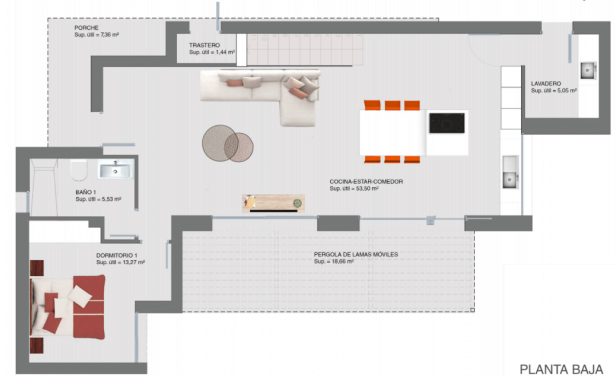 PORCHE
Sup. útil = 7,36 m²
TRASTERO
Sup. útil = 1,44 m²
LAVADERO
Sup. útil = 5,05 m²
COCINA-ESTAR-COMEDOR
Sup. útil = 53,50 m²
BAÑO 1
Sup. útil = 5,53 m²
DORMITORIO 1
Sup. útil = 13,27 m²
PERGOLA DE LAMAS MÓVILES
Sup. = 18,66 m²
PLANTA BAJA